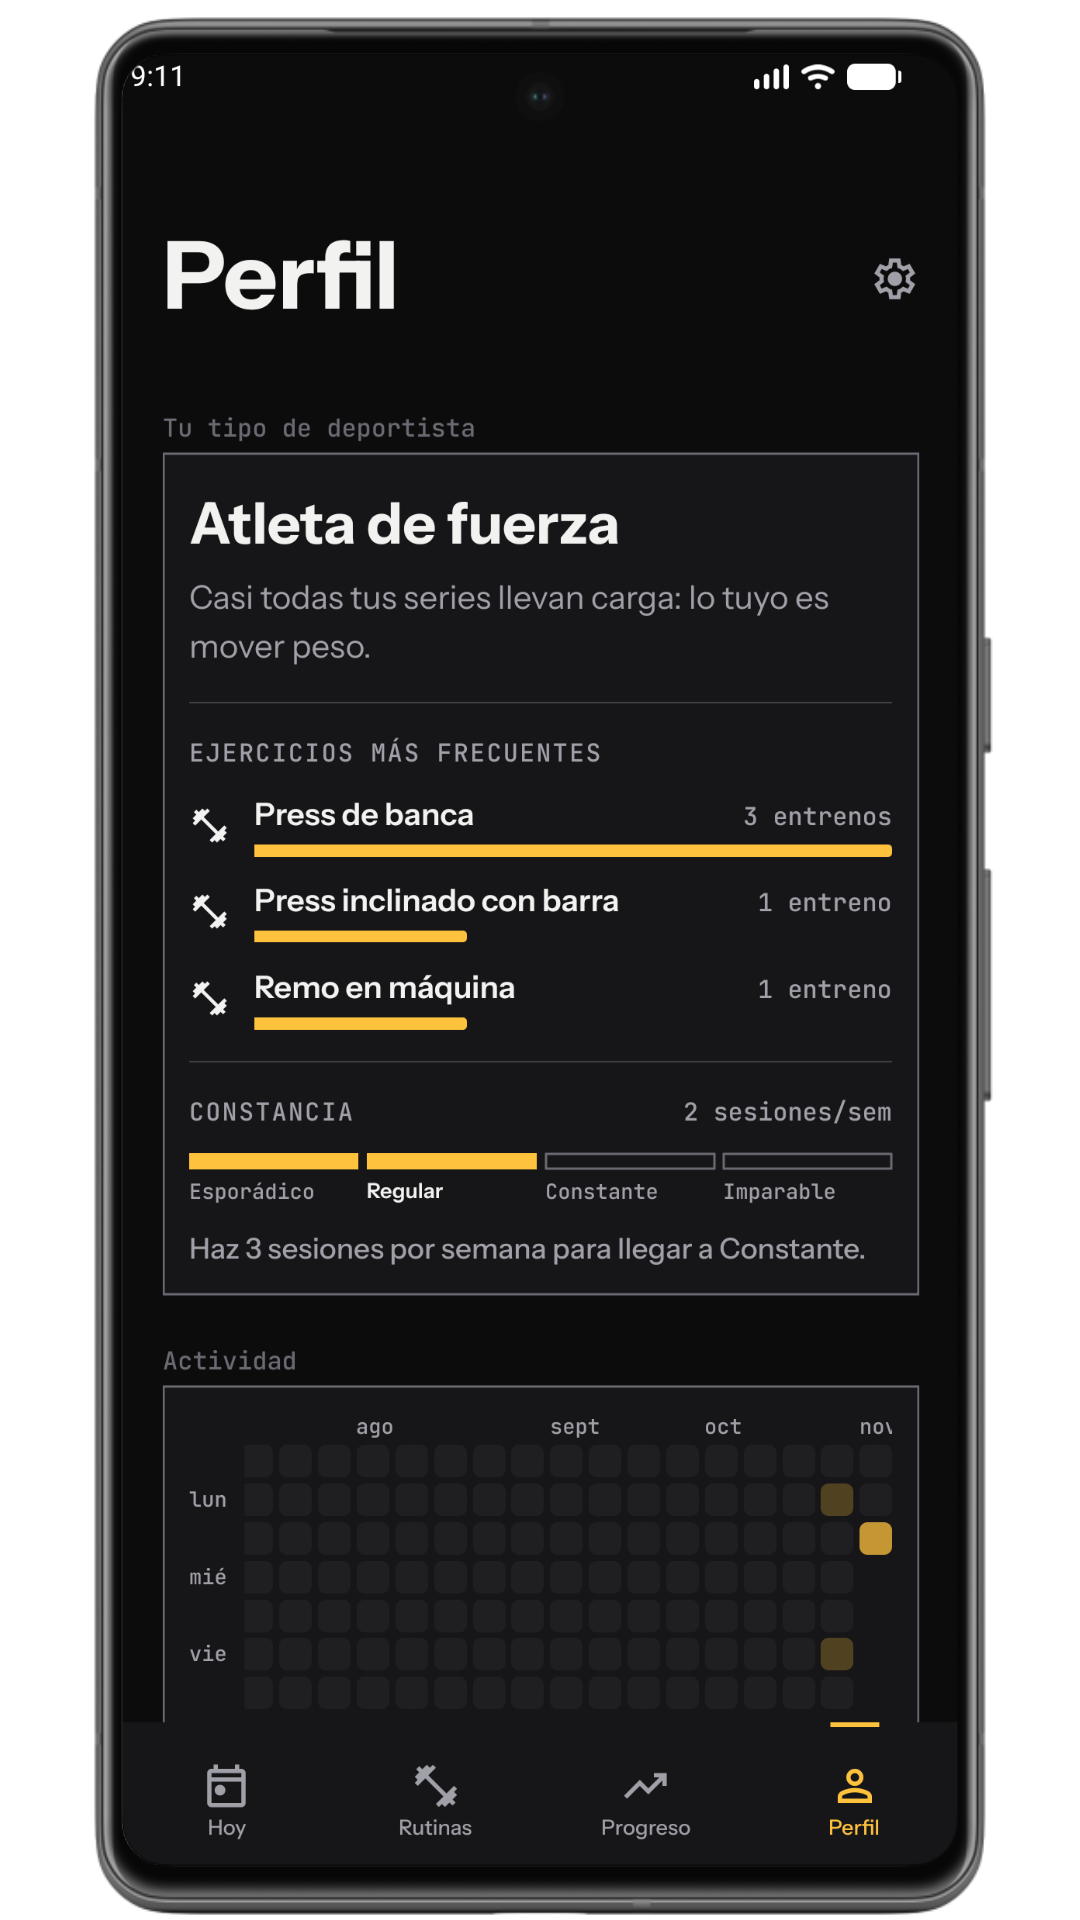 9:11
Perfil
Tu tipo de deportista
Atleta de fuerza
Casi todas tus series llevan carga: lo tuyo es
mover peso.
EJERCICIOS MÁS FRECUENTES
Press de banca 3 entrenos
Press inclinado con barra 1 entreno
Remo en máquina 1 entreno
CONSTANCIA 2 sesiones/sem
Esporádico Regular Constante Imparable
Haz 3 sesiones por semana para llegar a Constante.
Actividad
ago sept oct nov
lun
mié
vie
Hoy Rutinas Progreso Perfil